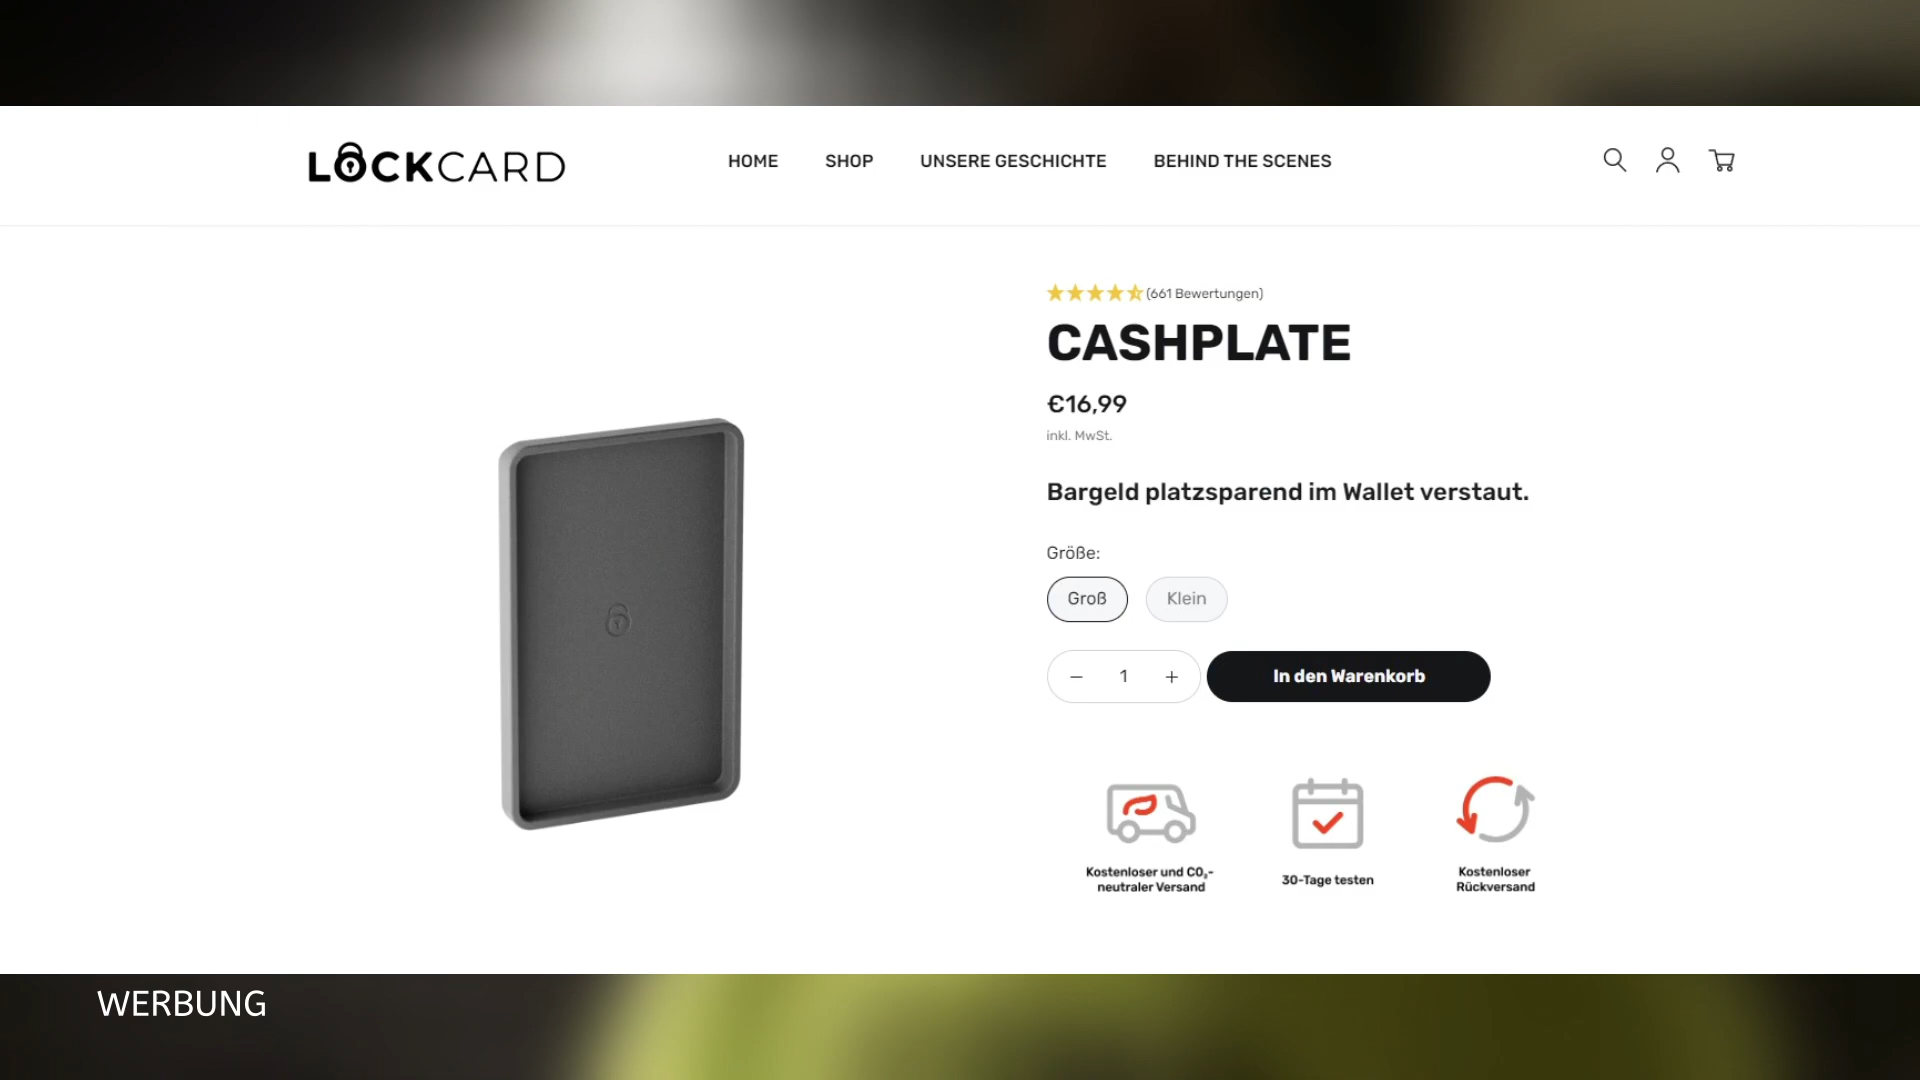 LOCKCARD
HOME SHOP UNSERE GESCHICHTE BEHIND THE SCENES
(661 Bewertungen)
CASHPLATE
€16,99
inkl. MwSt.
Bargeld platzsparend im Wallet verstaut.
Größe:
Groß Klein
− 1 + In den Warenkorb
Kostenloser und CO₂-
neutraler Versand
30-Tage testen
Kostenloser
Rückversand
WERBUNG